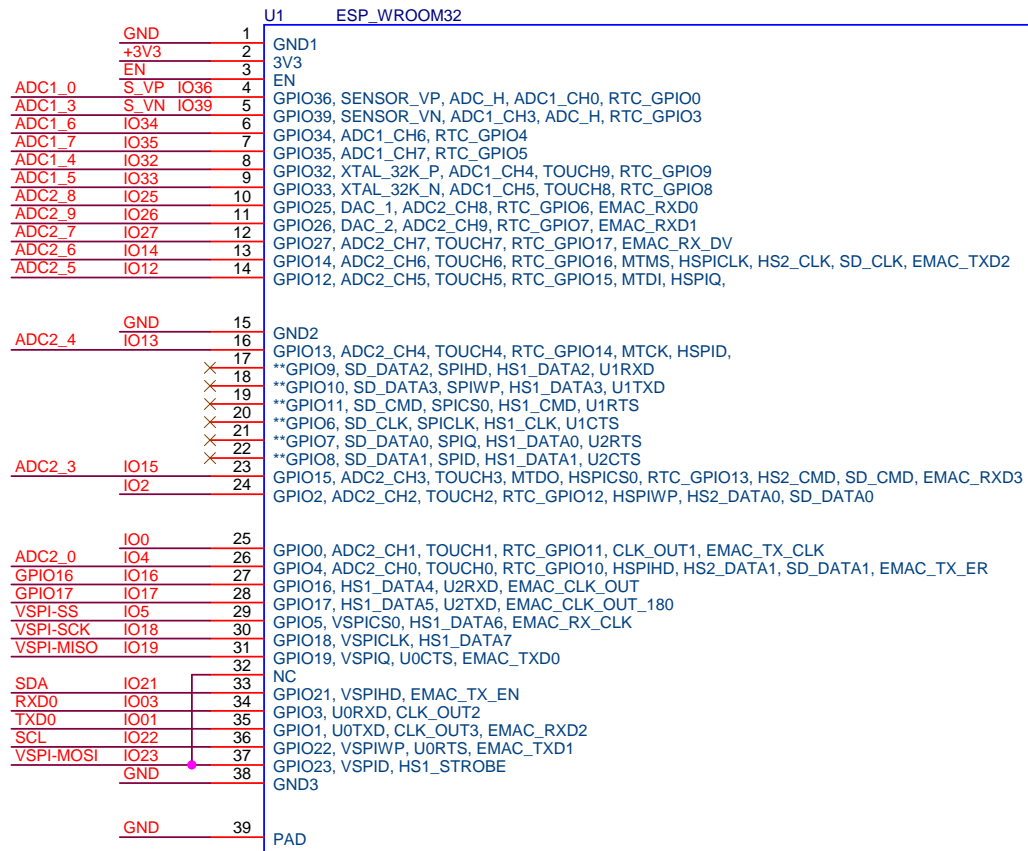 U1 ESP_WROOM32
GND 1 GND1
+3V3 2 3V3
EN 3 EN
ADC1_0 S_VP IO36 4 GPIO36, SENSOR_VP, ADC_H, ADC1_CH0, RTC_GPIO0
ADC1_3 S_VN IO39 5 GPIO39, SENSOR_VN, ADC1_CH3, ADC_H, RTC_GPIO3
ADC1_6 IO34 6 GPIO34, ADC1_CH6, RTC_GPIO4
ADC1_7 IO35 7 GPIO35, ADC1_CH7, RTC_GPIO5
ADC1_4 IO32 8 GPIO32, XTAL_32K_P, ADC1_CH4, TOUCH9, RTC_GPIO9
ADC1_5 IO33 9 GPIO33, XTAL_32K_N, ADC1_CH5, TOUCH8, RTC_GPIO8
ADC2_8 IO25 10 GPIO25, DAC_1, ADC2_CH8, RTC_GPIO6, EMAC_RXD0
ADC2_9 IO26 11 GPIO26, DAC_2, ADC2_CH9, RTC_GPIO7, EMAC_RXD1
ADC2_7 IO27 12 GPIO27, ADC2_CH7, TOUCH7, RTC_GPIO17, EMAC_RX_DV
ADC2_6 IO14 13 GPIO14, ADC2_CH6, TOUCH6, RTC_GPIO16, MTMS, HSPICLK, HS2_CLK, SD_CLK, EMAC_TXD2
ADC2_5 IO12 14 GPIO12, ADC2_CH5, TOUCH5, RTC_GPIO15, MTDI, HSPIQ,
GND 15 GND2
ADC2_4 IO13 16 GPIO13, ADC2_CH4, TOUCH4, RTC_GPIO14, MTCK, HSPID,
17 **GPIO9, SD_DATA2, SPIHD, HS1_DATA2, U1RXD
18 **GPIO10, SD_DATA3, SPIWP, HS1_DATA3, U1TXD
19 **GPIO11, SD_CMD, SPICS0, HS1_CMD, U1RTS
20 **GPIO6, SD_CLK, SPICLK, HS1_CLK, U1CTS
21 **GPIO7, SD_DATA0, SPIQ, HS1_DATA0, U2RTS
22 **GPIO8, SD_DATA1, SPID, HS1_DATA1, U2CTS
ADC2_3 IO15 23 GPIO15, ADC2_CH3, TOUCH3, MTDO, HSPICS0, RTC_GPIO13, HS2_CMD, SD_CMD, EMAC_RXD3
IO2 24 GPIO2, ADC2_CH2, TOUCH2, RTC_GPIO12, HSPIWP, HS2_DATA0, SD_DATA0
IO0 25 GPIO0, ADC2_CH1, TOUCH1, RTC_GPIO11, CLK_OUT1, EMAC_TX_CLK
ADC2_0 IO4 26 GPIO4, ADC2_CH0, TOUCH0, RTC_GPIO10, HSPIHD, HS2_DATA1, SD_DATA1, EMAC_TX_ER
GPIO16 IO16 27 GPIO16, HS1_DATA4, U2RXD, EMAC_CLK_OUT
GPIO17 IO17 28 GPIO17, HS1_DATA5, U2TXD, EMAC_CLK_OUT_180
VSPI-SS IO5 29 GPIO5, VSPICS0, HS1_DATA6, EMAC_RX_CLK
VSPI-SCK IO18 30 GPIO18, VSPICLK, HS1_DATA7
VSPI-MISO IO19 31 GPIO19, VSPIQ, U0CTS, EMAC_TXD0
32 NC
SDA IO21 33 GPIO21, VSPIHD, EMAC_TX_EN
RXD0 IO03 34 GPIO3, U0RXD, CLK_OUT2
TXD0 IO01 35 GPIO1, U0TXD, CLK_OUT3, EMAC_RXD2
SCL IO22 36 GPIO22, VSPIWP, U0RTS, EMAC_TXD1
VSPI-MOSI IO23 37 GPIO23, VSPID, HS1_STROBE
GND 38 GND3
GND 39 PAD